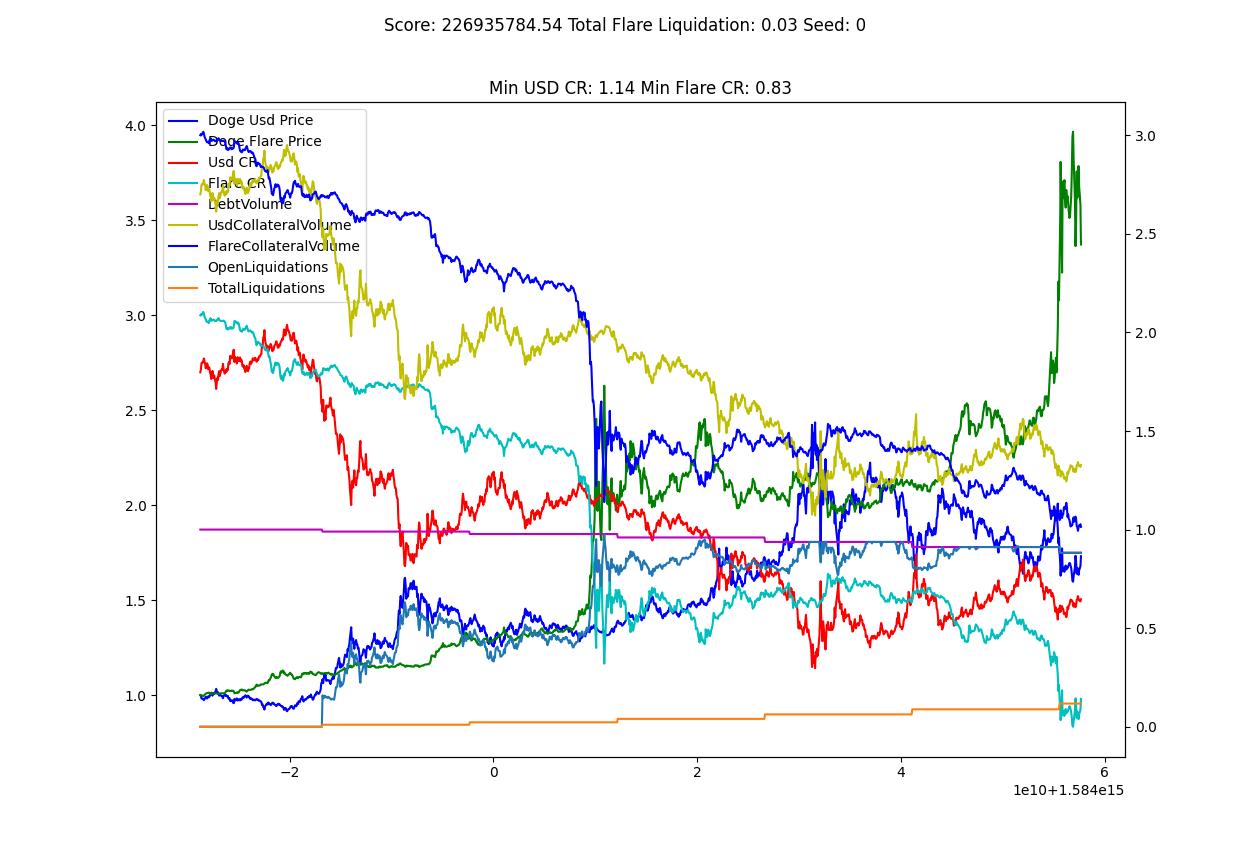 Score: 226935784.54 Total Flare Liquidation: 0.03 Seed: 0
Min USD CR: 1.14 Min Flare CR: 0.83
Doge Usd Price
Doge Flare Price
Usd CR
Flare CR
DebtVolume
UsdCollateralVolume
FlareCollateralVolume
OpenLiquidations
TotalLiquidations
4.0
3.5
3.0
2.5
2.0
1.5
1.0
3.0
2.5
2.0
1.5
1.0
0.5
0.0
−2 0 2 4 6
1e10+1.584e15